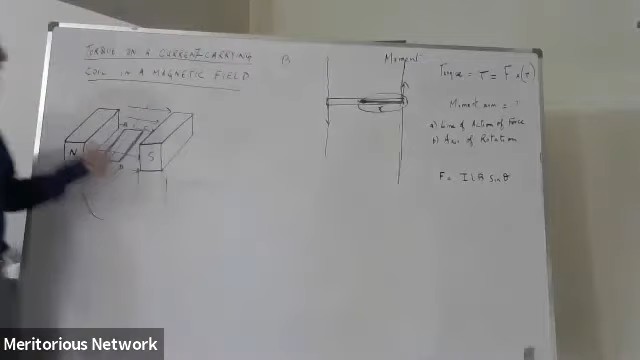 TORQUE ON A CURRENT CARRYING
COIL IN A MAGNETIC FIELD
B
Moment
Torque = τ = F × (r)
Moment arm = ?
a) Line of Action of Force
b) Axis of Rotation
F = I L B sin θ
N
S
r
Meritorious Network